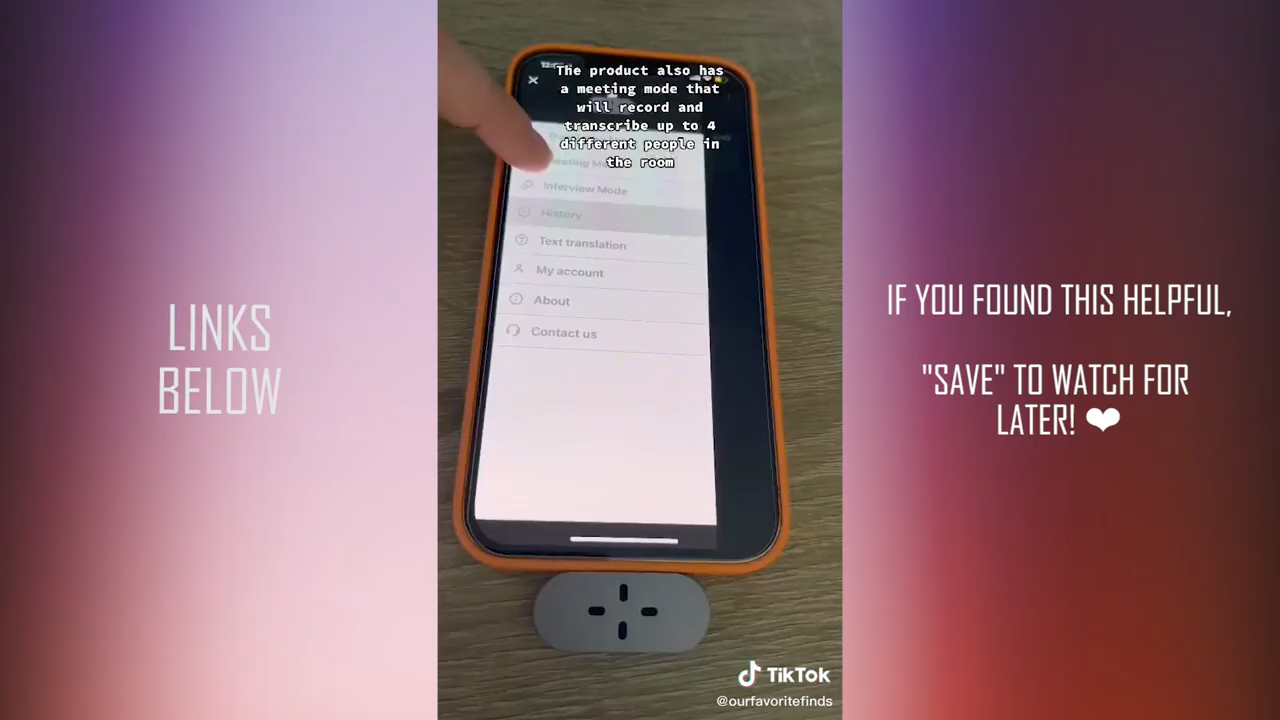 LINKS
BELOW
The product also has
a meeting mode that
will record and
transcribe up to 4
different people in
the room
Interview Mode
History
Text translation
My account
About
Contact us
IF YOU FOUND THIS HELPFUL,
"SAVE" TO WATCH FOR
LATER! ❤
TikTok
@ourfavoritefinds